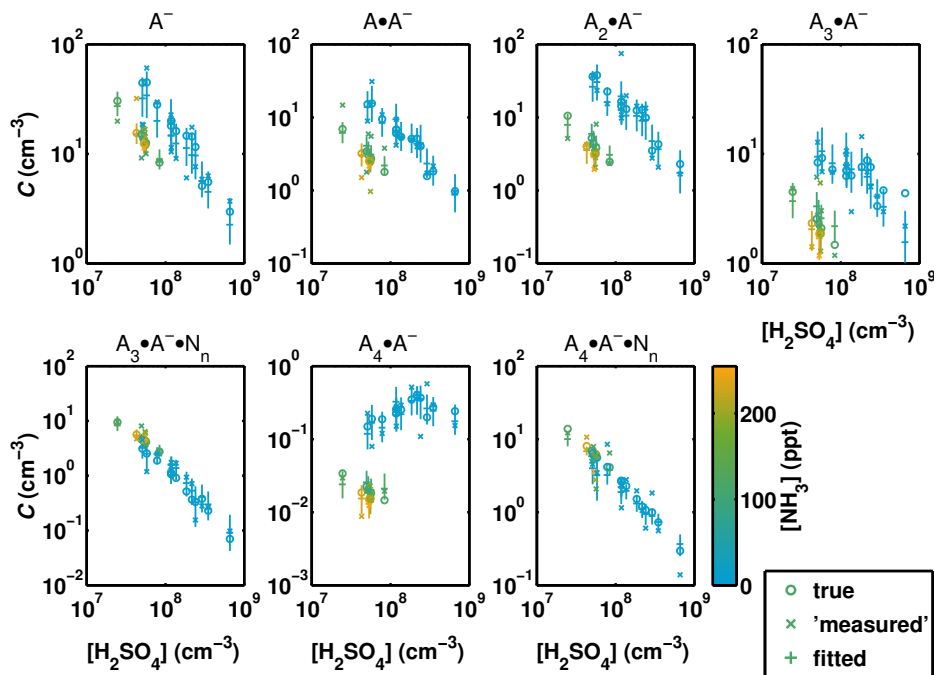 A⁻ A•A⁻ A₂•A⁻ A₃•A⁻
10² 10² 10² 10²
C (cm⁻³)
10¹ 10¹ 10¹ 10¹
10⁰ 10⁰
10⁰ 10⁻¹ 10⁻¹ 10⁰
10⁷ 10⁸ 10⁹ 10⁷ 10⁸ 10⁹ 10⁷ 10⁸ 10⁹ 10⁷ 10⁸ 10⁹
[H₂SO₄] (cm⁻³)
A₃•A⁻•Nₙ A₄•A⁻ A₄•A⁻•Nₙ
10² 10⁰ 10²
C (cm⁻³)
10¹ 10⁻¹ 10¹
10⁰
10⁻¹ 10⁻² 10⁰
10⁻² 10⁻³ 10⁻¹
10⁷ 10⁸ 10⁹ 10⁷ 10⁸ 10⁹ 10⁷ 10⁸ 10⁹
[H₂SO₄] (cm⁻³) [H₂SO₄] (cm⁻³) [H₂SO₄] (cm⁻³)
200
100
0
[NH₃] (ppt)
true
'measured'
fitted